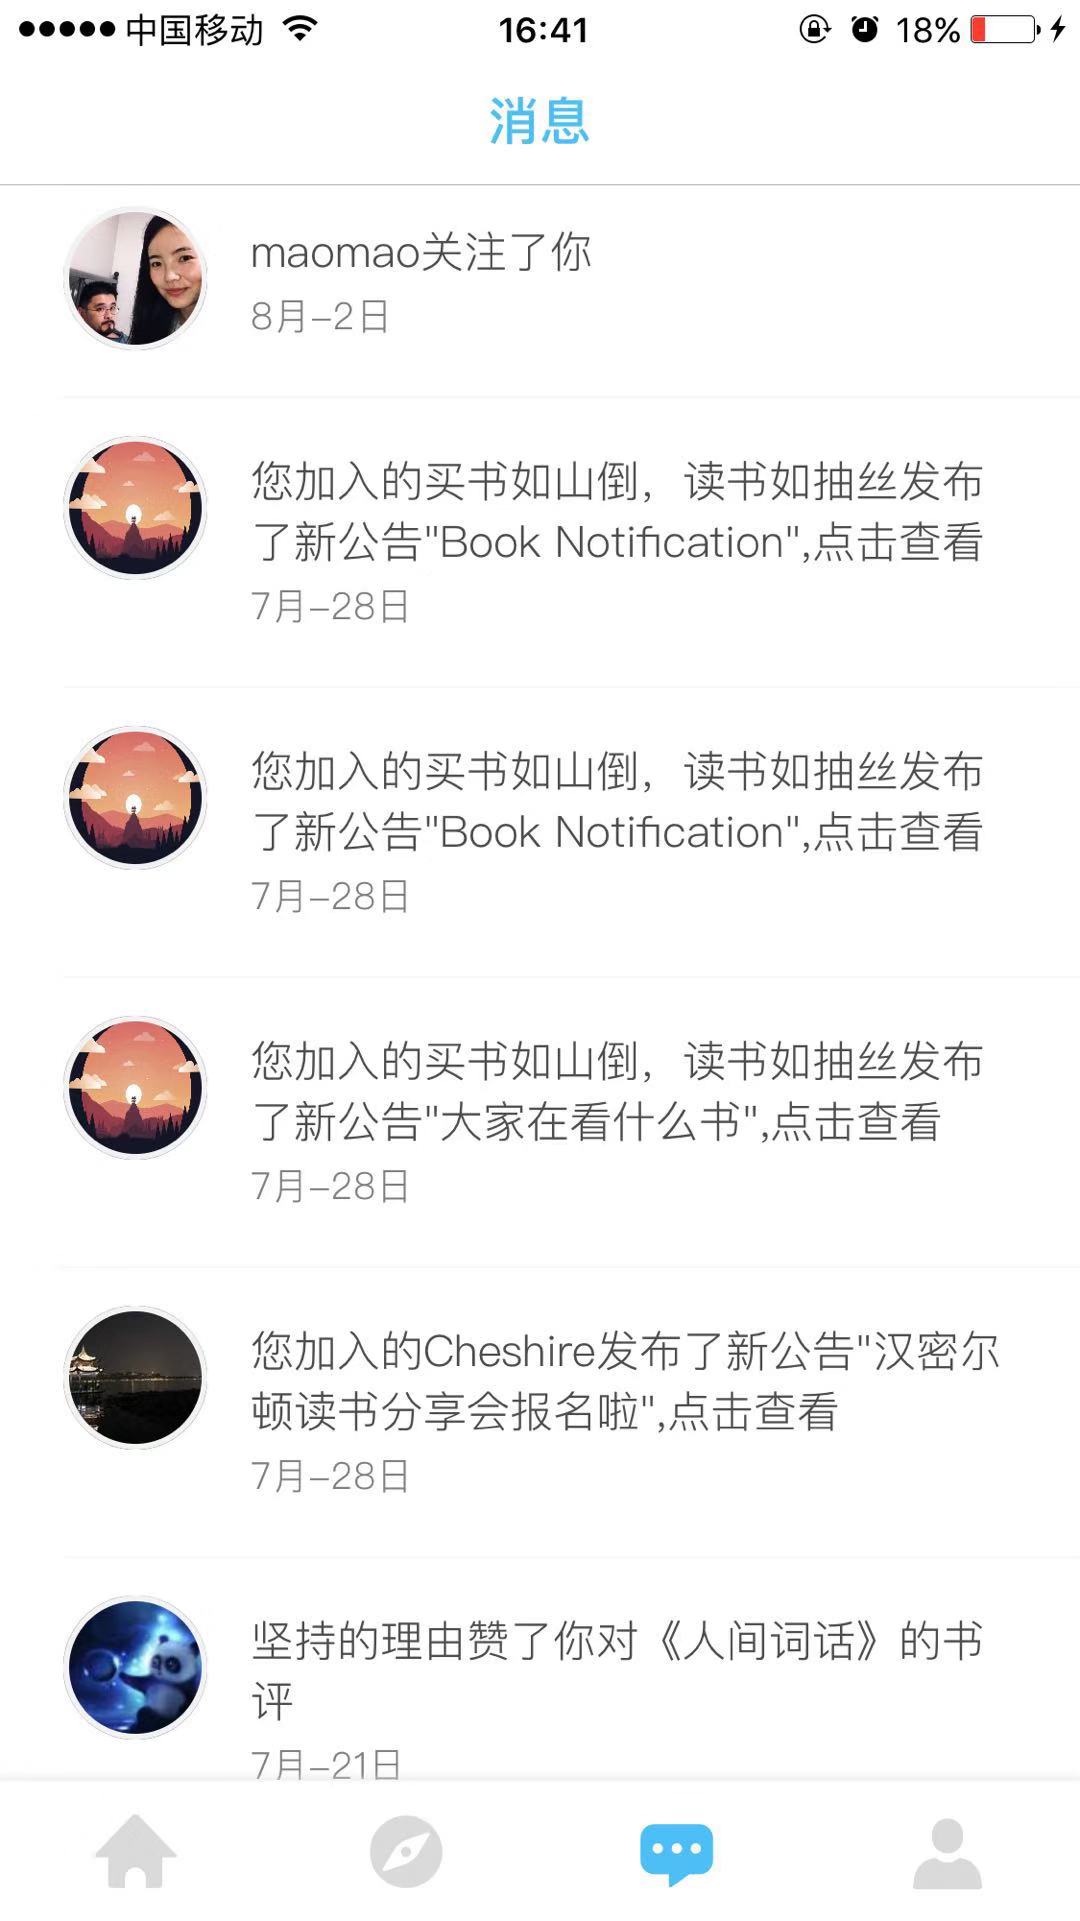 中国移动
16:41
18%
消息
maomao关注了你
8月-2日
您加入的买书如山倒，读书如抽丝发布
了新公告"Book Notification",点击查看
7月-28日
您加入的买书如山倒，读书如抽丝发布
了新公告"Book Notification",点击查看
7月-28日
您加入的买书如山倒，读书如抽丝发布
了新公告"大家在看什么书",点击查看
7月-28日
您加入的Cheshire发布了新公告"汉密尔
顿读书分享会报名啦",点击查看
7月-28日
坚持的理由赞了你对《人间词话》的书
评
7月-21日